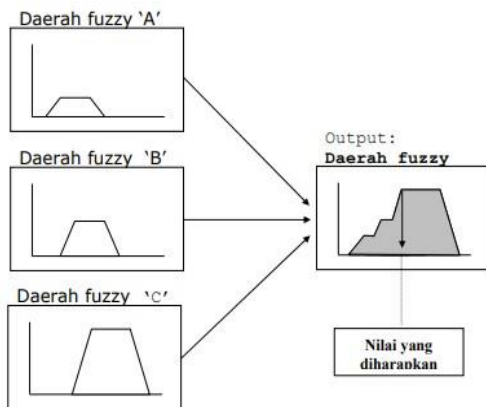 Daerah fuzzy ‘A’
Daerah fuzzy ‘B’
Daerah fuzzy ‘C’
Output:
Daerah fuzzy
Nilai yang
diharapkan